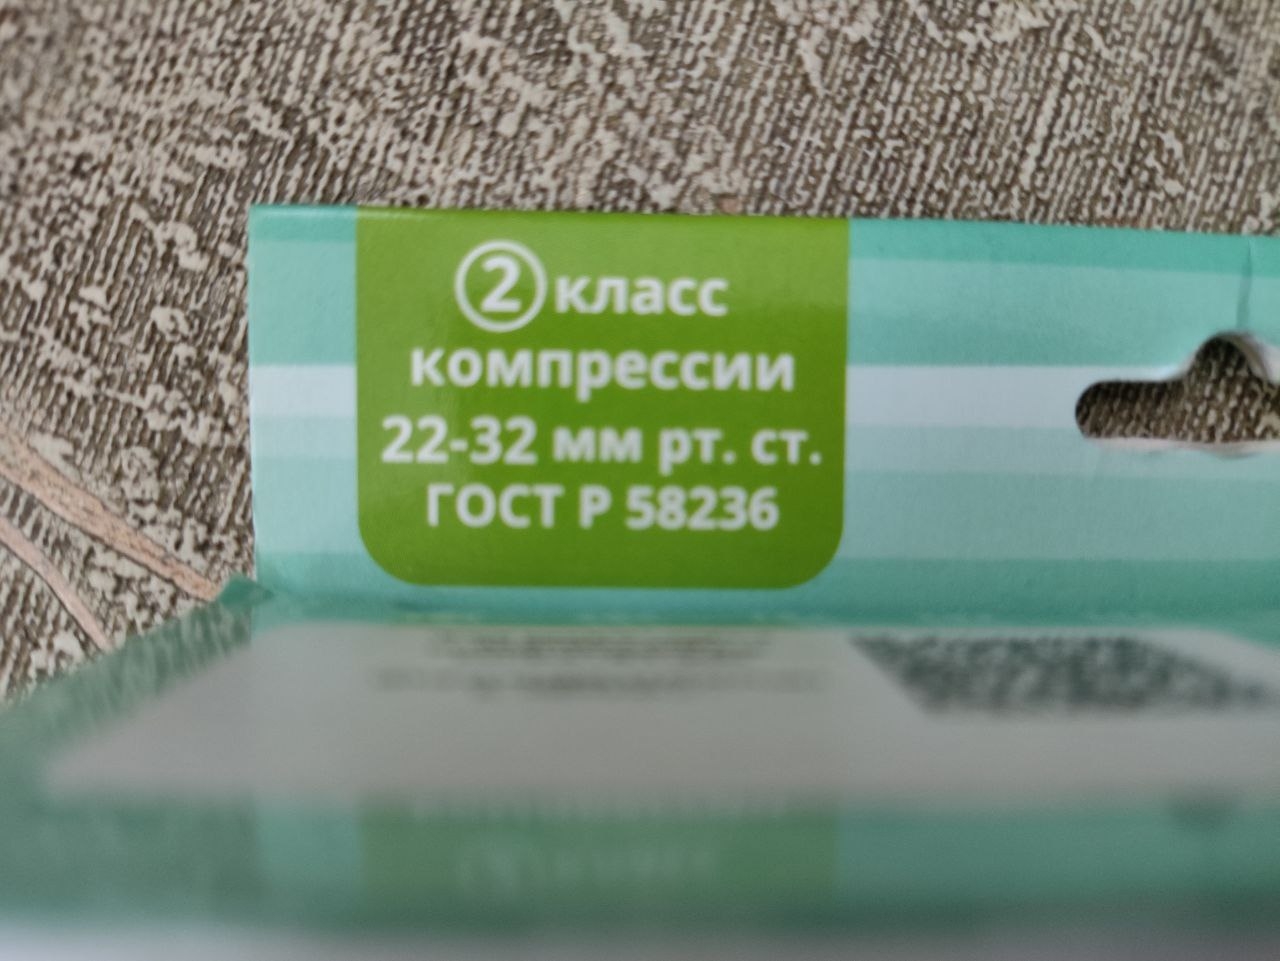 2 класс
компрессии
22-32 мм рт. ст.
ГОСТ Р 58236